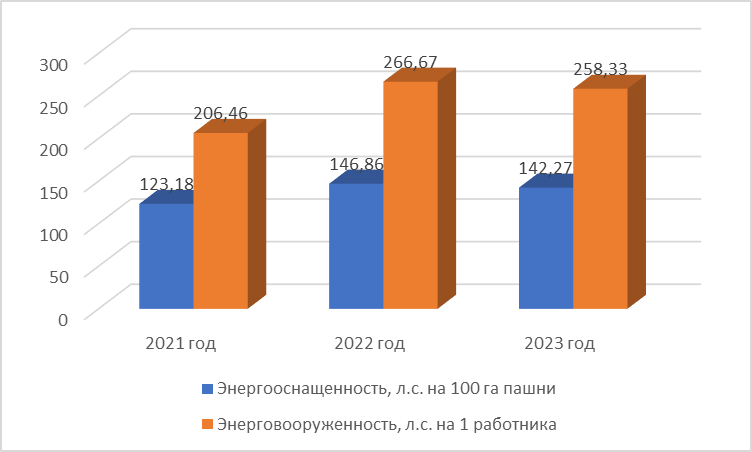 300
250
200
150
100
50
0
123,18
206,46
146,86
266,67
142,27
258,33
2021 год
2022 год
2023 год
Энергооснащенность, л.с. на 100 га пашни
Энерговооруженность, л.с. на 1 работника